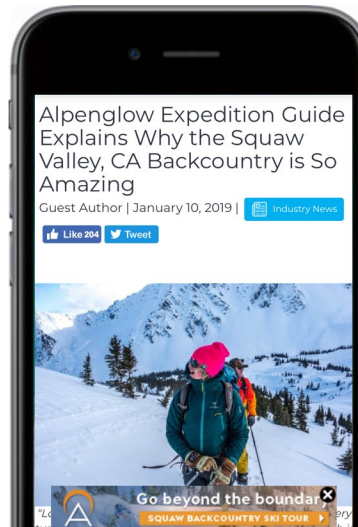 Alpenglow Expedition Guide
Explains Why the Squaw
Valley, CA Backcountry is So
Amazing
Guest Author | January 10, 2019 | Industry News
Like 204 Tweet
Go beyond the boundary
SQUAW BACKCOUNTRY SKI TOUR